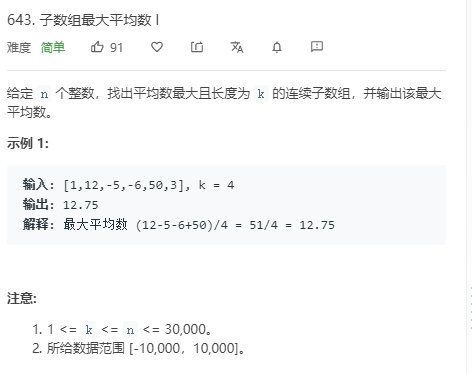 643. 子数组最大平均数 I
难度 简单 91
给定 n 个整数，找出平均数最大且长度为 k 的连续子数组，并输出该最大
平均数。
示例 1:
输入: [1,12,-5,-6,50,3], k = 4
输出: 12.75
解释: 最大平均数 (12-5-6+50)/4 = 51/4 = 12.75
注意:
1. 1 <= k <= n <= 30,000。
2. 所给数据范围 [-10,000，10,000]。